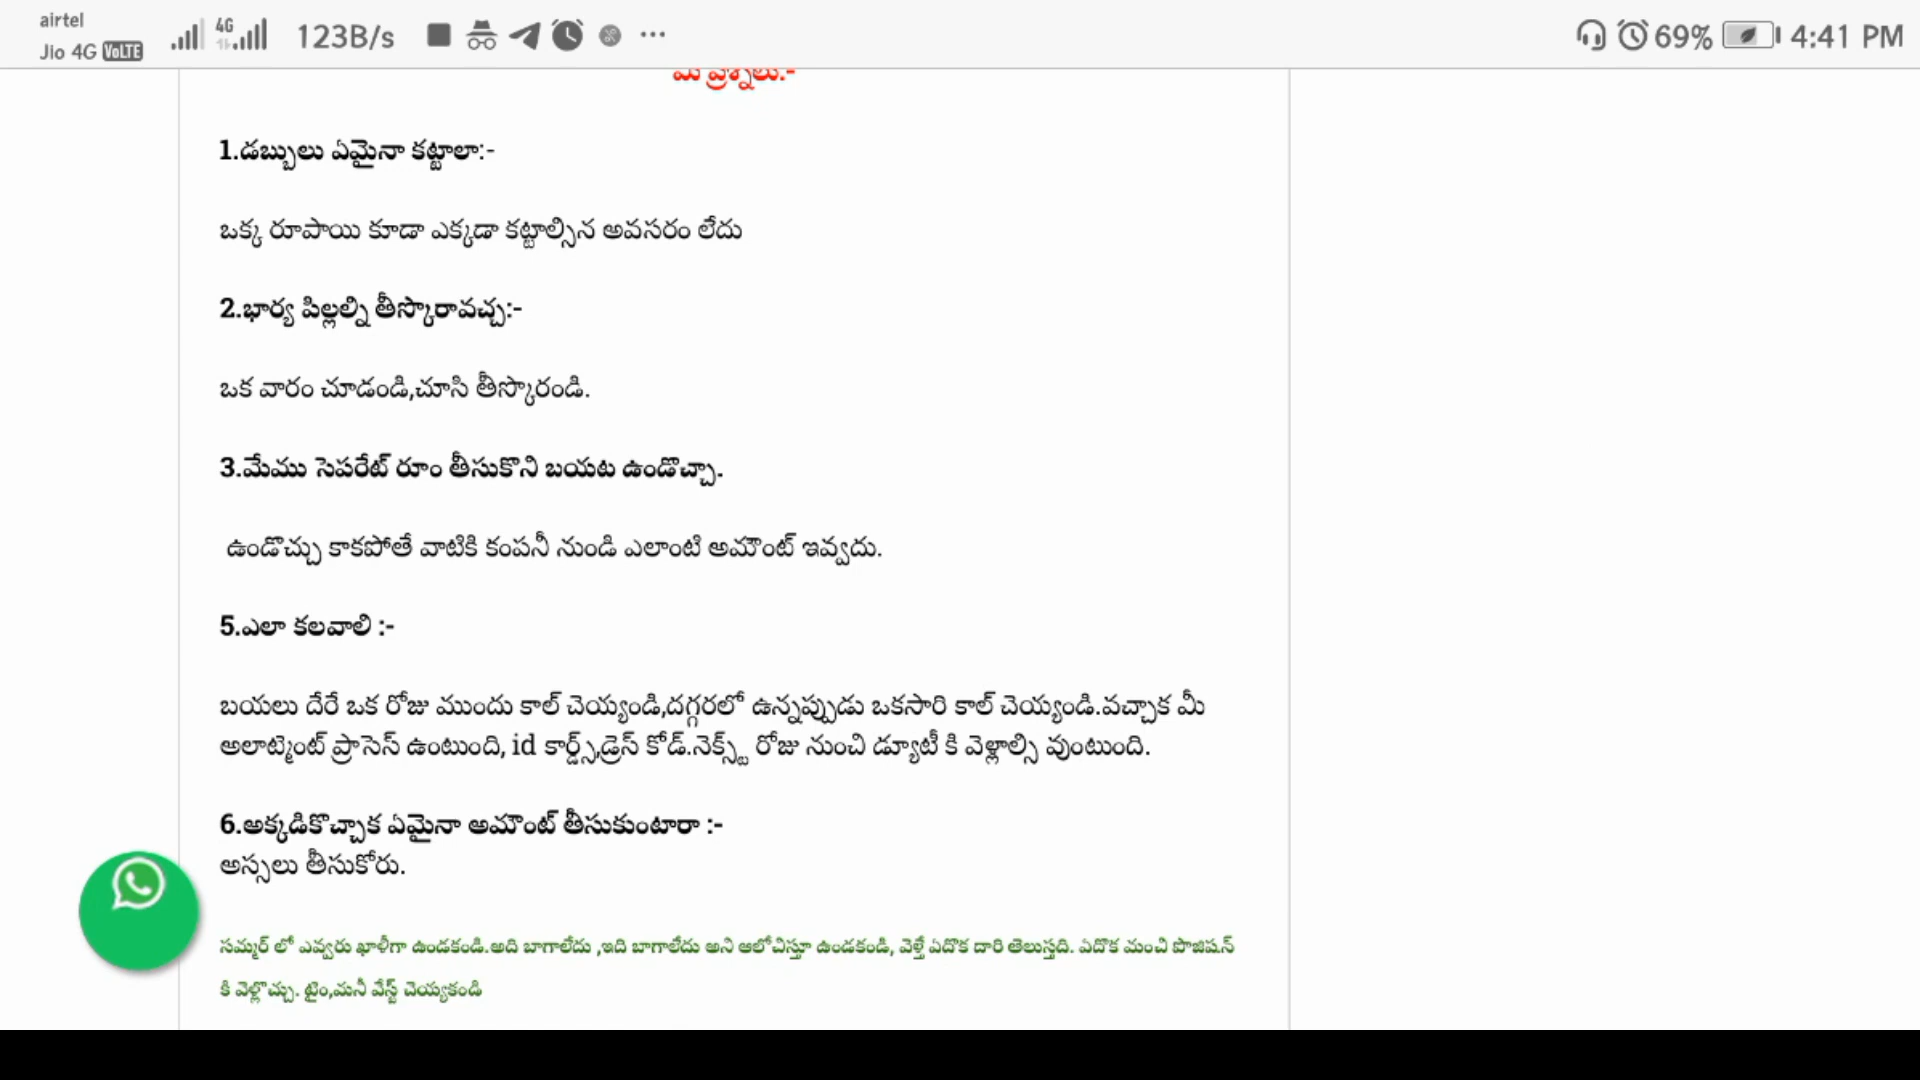 airtel
Jio 4G VoLTE
4G
123B/s
69%
4:41 PM
మీ ప్రశ్నలు:-
1.డబ్బులు ఏమైనా కట్టాలా:-
ఒక్క రూపాయి కూడా ఎక్కడా కట్టాల్సిన అవసరం లేదు
2.భార్య పిల్లల్ని తీస్కొరావచ్చ:-
ఒక వారం చూడండి,చూసి తీస్కొరండి.
3.మేము సెపరేట్ రూం తీసుకొని బయట ఉండొచ్చా.
ఉండొచ్చు కాకపోతే వాటికి కంపనీ నుండి ఎలాంటి అమౌంట్ ఇవ్వదు.
5.ఎలా కలవాలి :-
బయలు దేరే ఒక రోజు ముందు కాల్ చెయ్యండి,దగ్గరలో ఉన్నప్పుడు ఒకసారి కాల్ చెయ్యండి.వచ్చాక మీ
అలాట్మెంట్ ప్రాసెస్ ఉంటుంది, id కార్డ్స్,డ్రెస్ కోడ్.నెక్స్ట్ రోజు నుంచి డ్యూటీ కి వెళ్లాల్సి వుంటుంది.
6.అక్కడికొచ్చాక ఏమైనా అమౌంట్ తీసుకుంటారా :-
అస్సలు తీసుకోరు.
సమ్మర్ లో ఎవ్వరు ఖాళీగా ఉండకండి.అది బాగాలేదు ,ఇది బాగాలేదు అని ఆలోచిస్తూ ఉండకండి, వెళ్తే ఏదొక దారి తెలుస్తది. ఏదొక మంచి పొజిషన్
కి వెళ్లొచ్చు. టైం,మనీ వేస్ట్ చెయ్యకండి